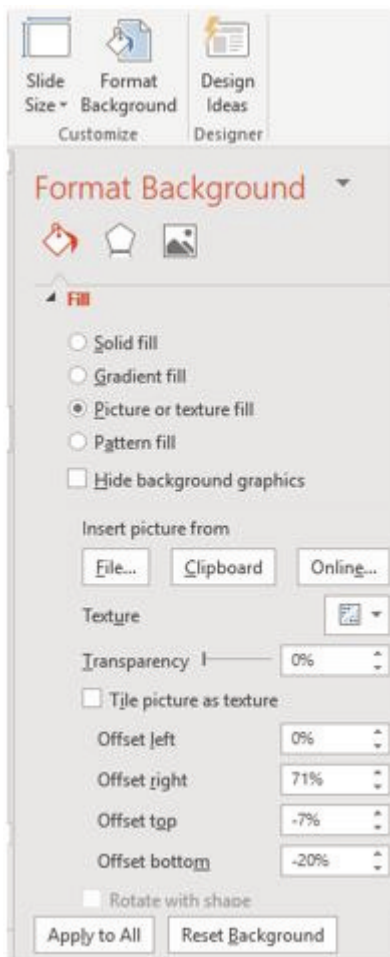 Slide Format Design
Size Background Ideas
Customize Designer
Format Background
Fill
Solid fill
Gradient fill
Picture or texture fill
Pattern fill
Hide background graphics
Insert picture from
File... Clipboard Online...
Texture
Transparency 0%
Tile picture as texture
Offset left 0%
Offset right 71%
Offset top -7%
Offset bottom -20%
Rotate with shape
Apply to All Reset Background